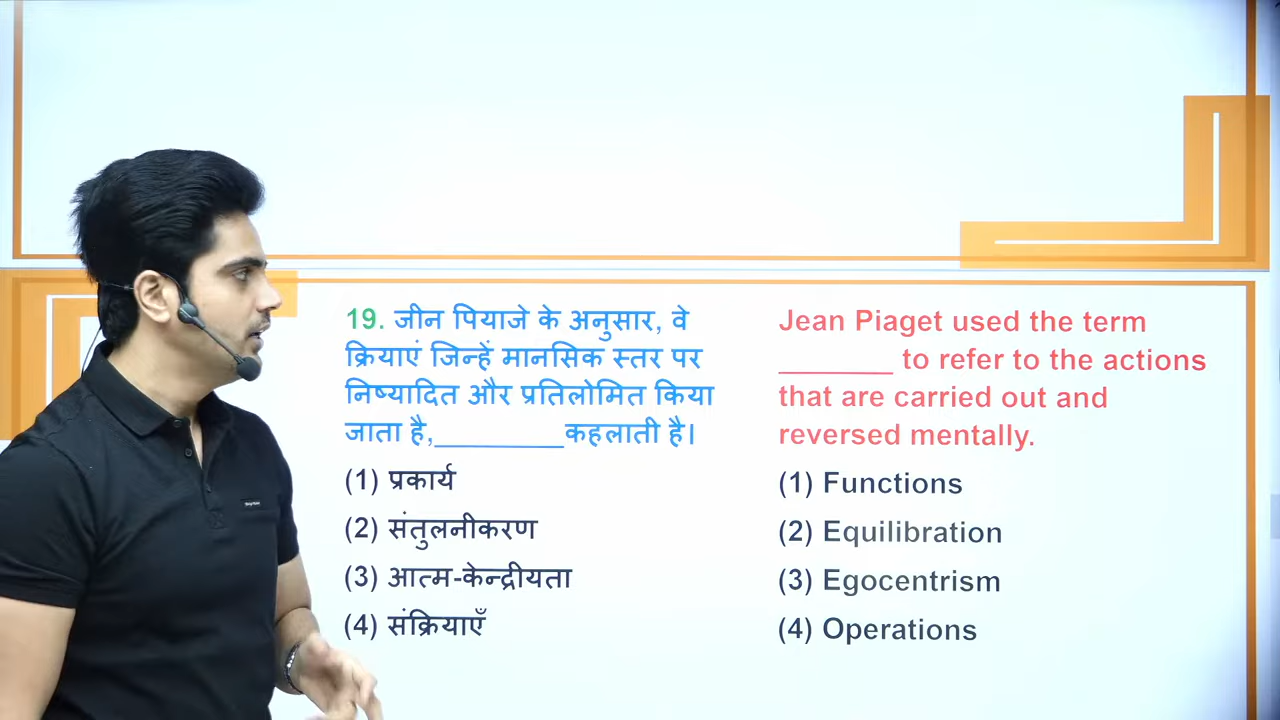 19. जीन पियाजे के अनुसार, वे
क्रियाएं जिन्हें मानसिक स्तर पर
निष्यादित और प्रतिलोमित किया
जाता है,_________कहलाती है।
(1) प्रकार्य
(2) संतुलनीकरण
(3) आत्म-केन्द्रीयता
(4) संक्रियाएँ
Jean Piaget used the term
_______ to refer to the actions
that are carried out and
reversed mentally.
(1) Functions
(2) Equilibration
(3) Egocentrism
(4) Operations